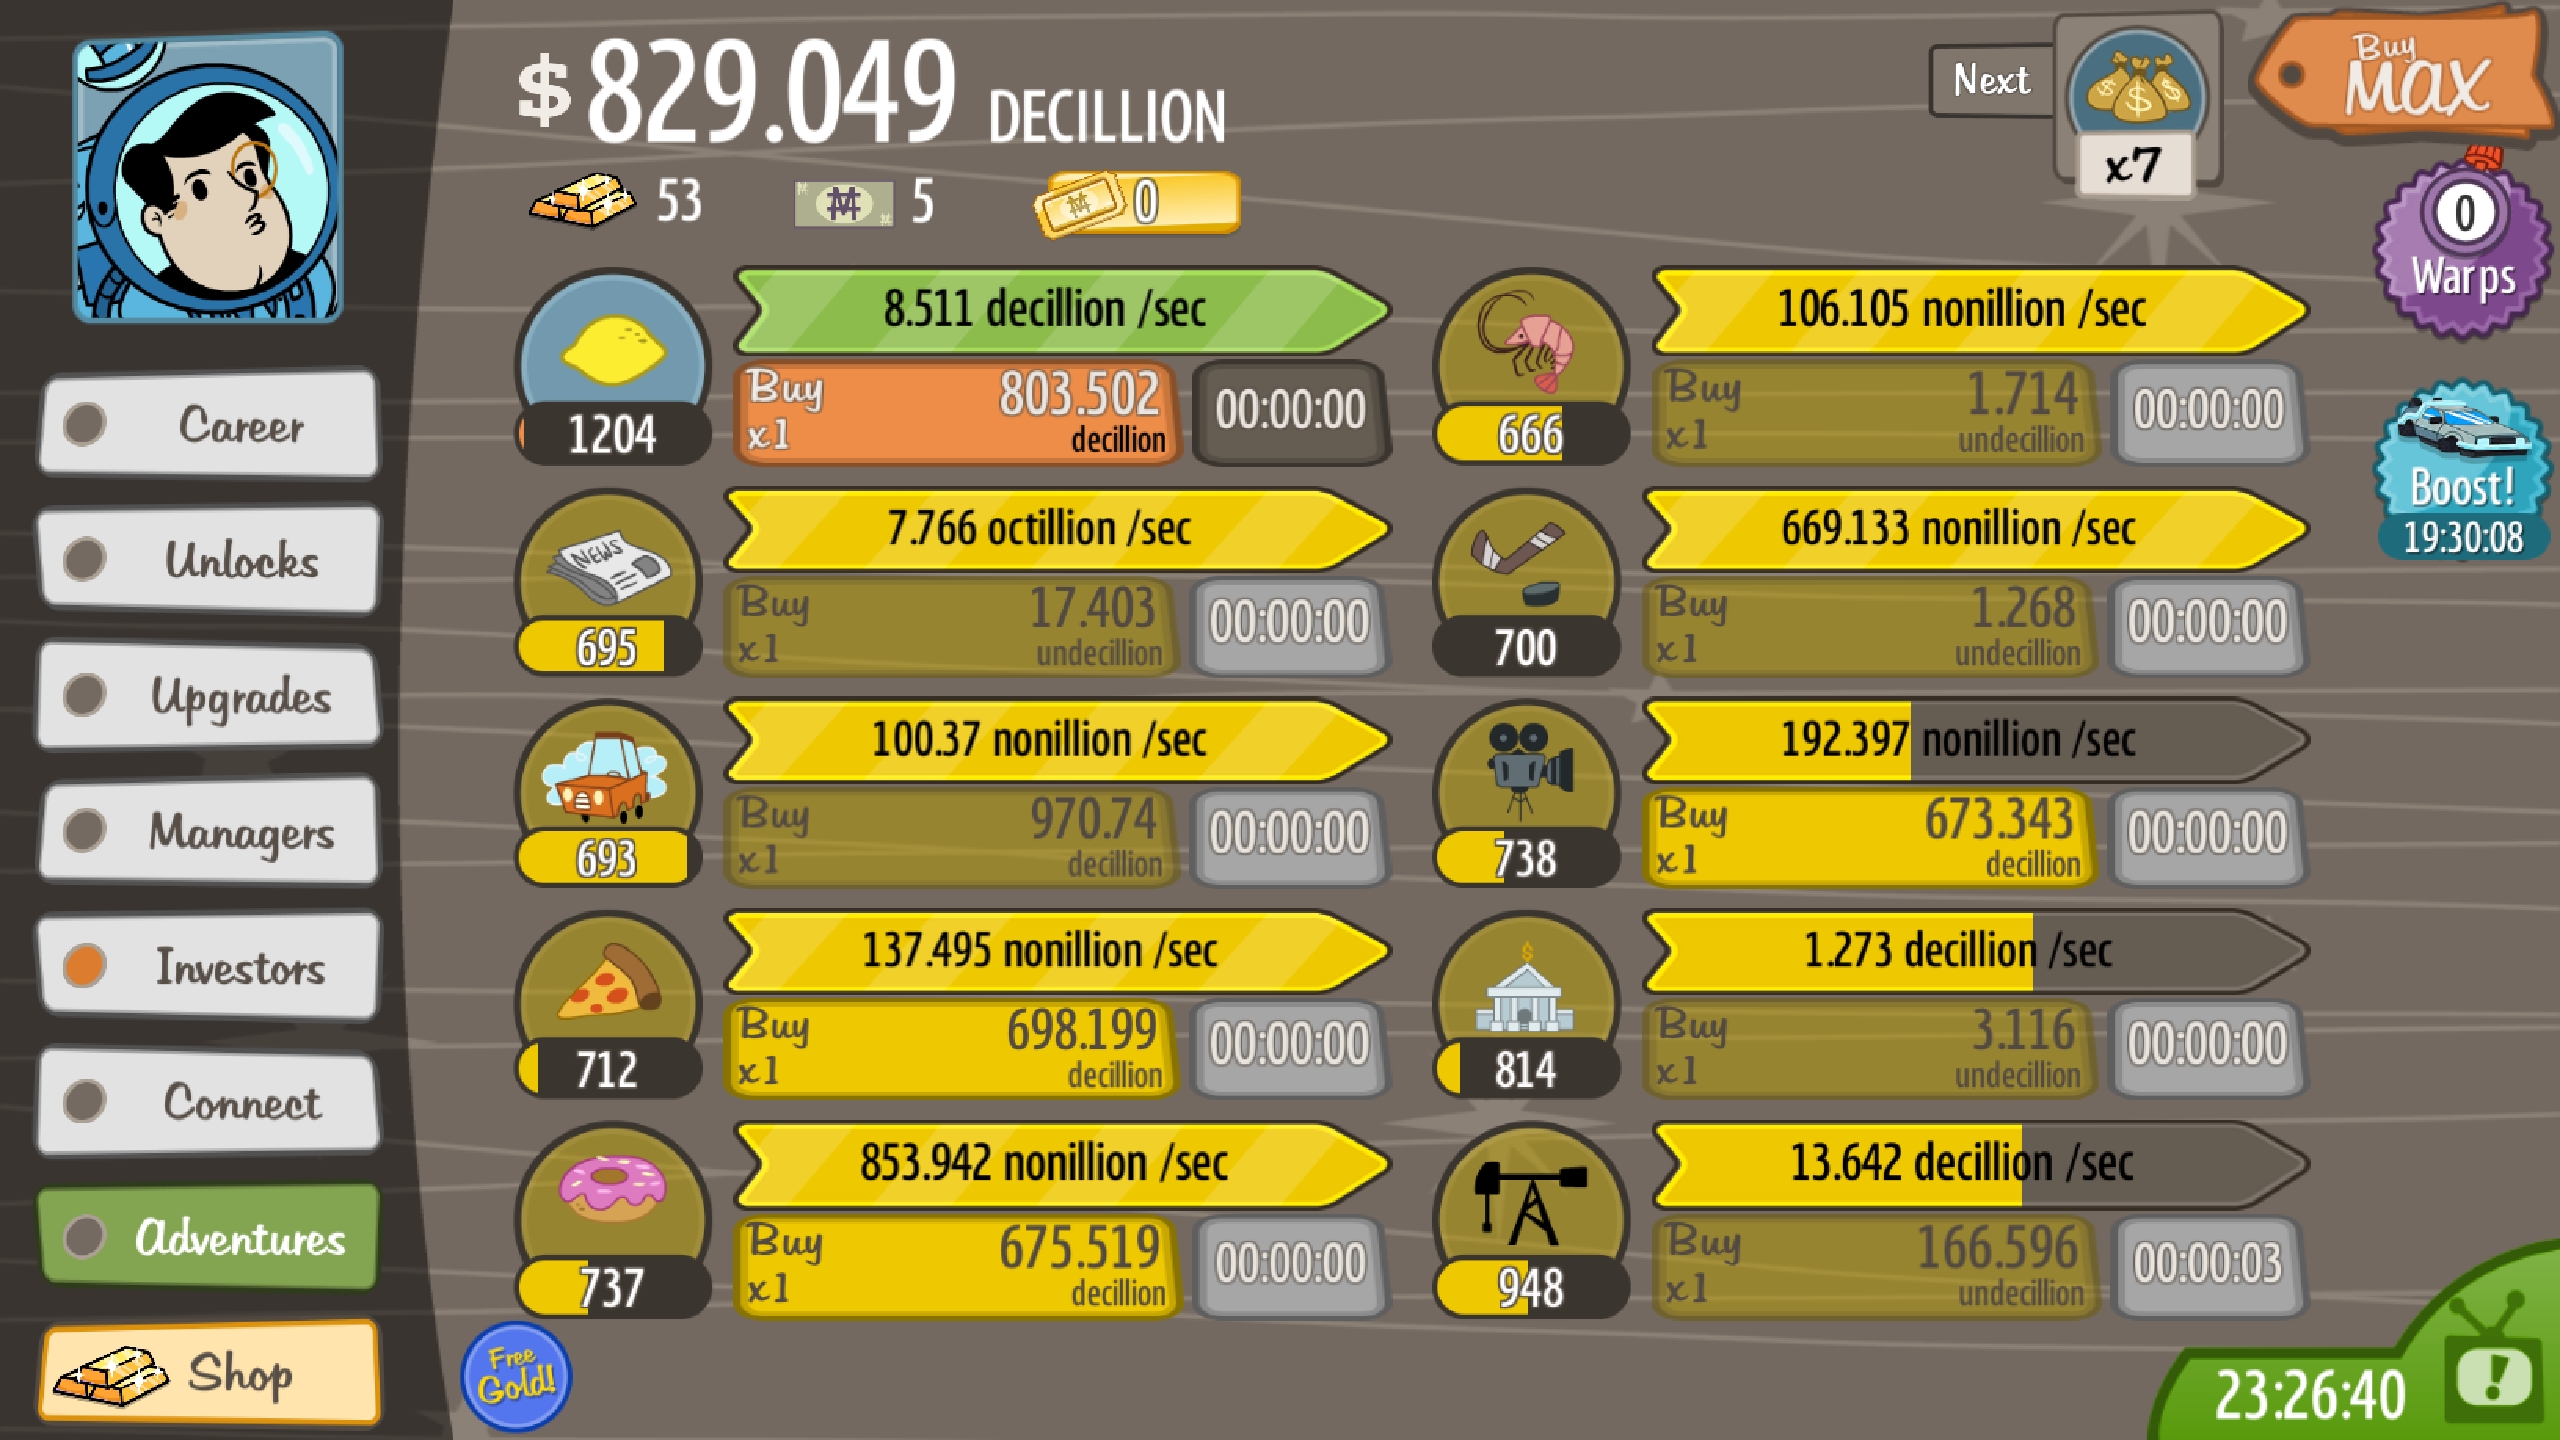 $829.049 DECILLION
Next
x7
Buy
MAX
53
5
0
0
Warps
Boost!
19:30:08
Career
Unlocks
Upgrades
Managers
Investors
Connect
Adventures
Shop
8.511 decillion /sec
1204
Buy
x1
803.502
decillion
00:00:00
NEWS
7.766 octillion /sec
695
Buy
x1
17.403
undecillion
00:00:00
100.37 nonillion /sec
693
Buy
x1
970.74
decillion
00:00:00
137.495 nonillion /sec
712
Buy
x1
698.199
decillion
00:00:00
853.942 nonillion /sec
737
Buy
x1
675.519
decillion
00:00:00
106.105 nonillion /sec
666
Buy
x1
1.714
undecillion
00:00:00
669.133 nonillion /sec
700
Buy
x1
1.268
undecillion
00:00:00
192.397 nonillion /sec
738
Buy
x1
673.343
decillion
00:00:00
1.273 decillion /sec
814
Buy
x1
3.116
undecillion
00:00:00
13.642 decillion /sec
948
Buy
x1
166.596
undecillion
00:00:03
Free
Gold!
23:26:40
!